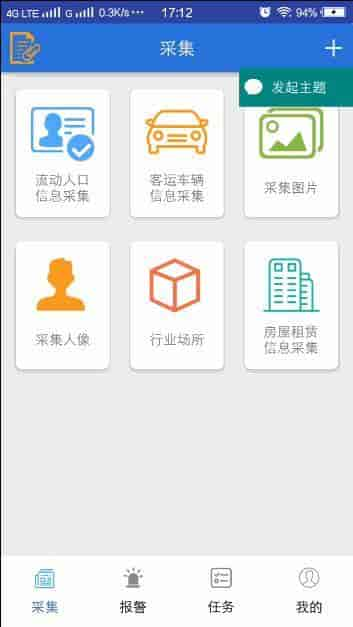 4G LTE G 0.3K/s 17:12 94%
采集
发起主题
流动人口
信息采集
客运车辆
信息采集
采集图片
采集人像
行业场所
房屋租赁
信息采集
采集 报警 任务 我的